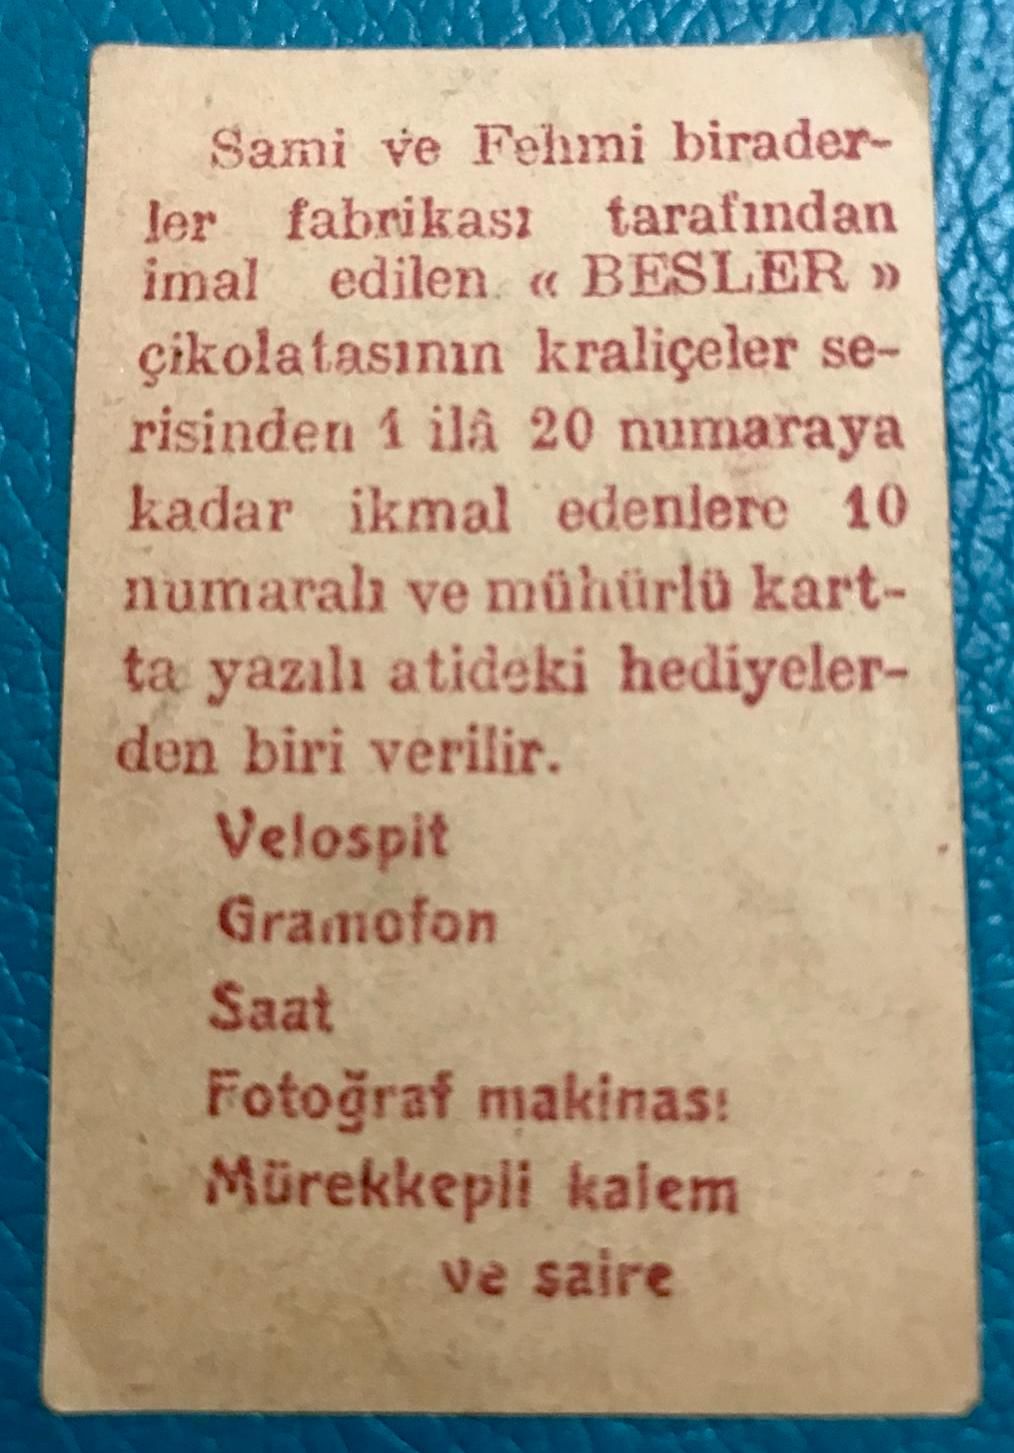 Sami ve Fehmi birader-
ler fabrikası tarafından
imal edilen « BESLER »
çikolatasının kraliçeler se-
risinden 1 ilâ 20 numaraya
kadar ikmal edenlere 10
numaralı ve mühürlü kart-
ta yazılı atideki hediyeler-
den biri verilir.
Velospit
Gramofon
Saat
Fotoğraf makinası
Mürekkepli kalem
ve saire